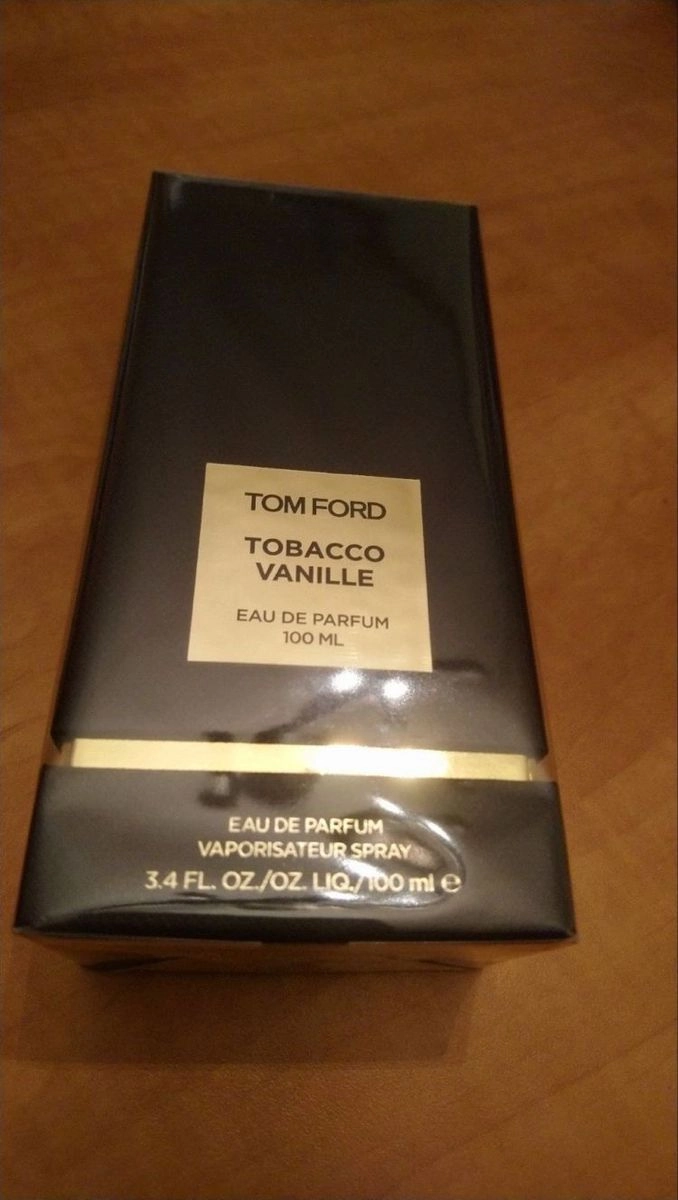 TOM FORD
TOBACCO
VANILLE
EAU DE PARFUM
100 ML
EAU DE PARFUM
VAPORISATEUR SPRAY
3.4 FL. OZ./OZ. LIQ./100 ml ℮